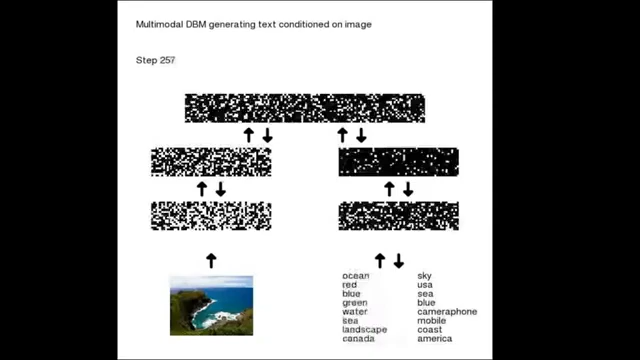 Multimodal DBM generating text conditioned on image
Step 257
ocean
red
blue
green
water
sea
landscape
canada
sky
usa
sea
blue
cameraphone
mobile
coast
america